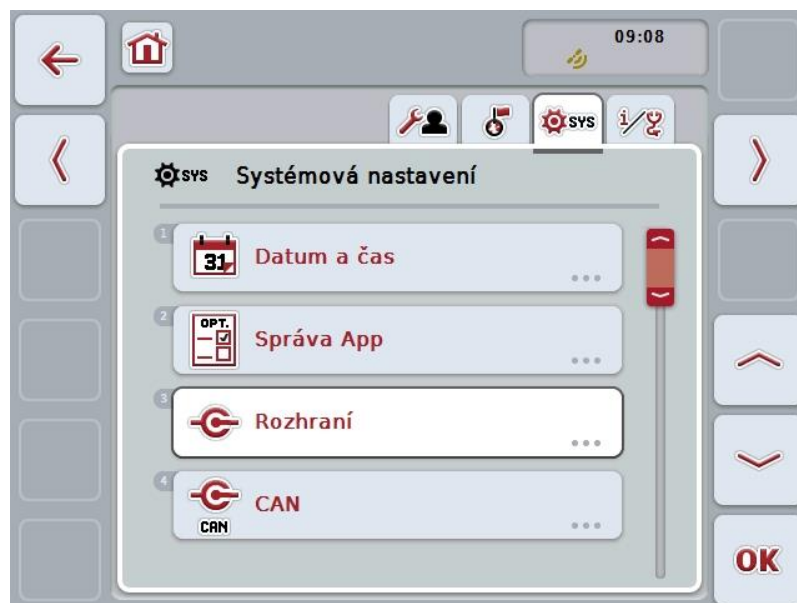 09:08
SYS
i
SYS Systémová nastavení
1
31
Datum a čas
2
OPT.
Správa App
3
Rozhraní
4
CAN
CAN
OK